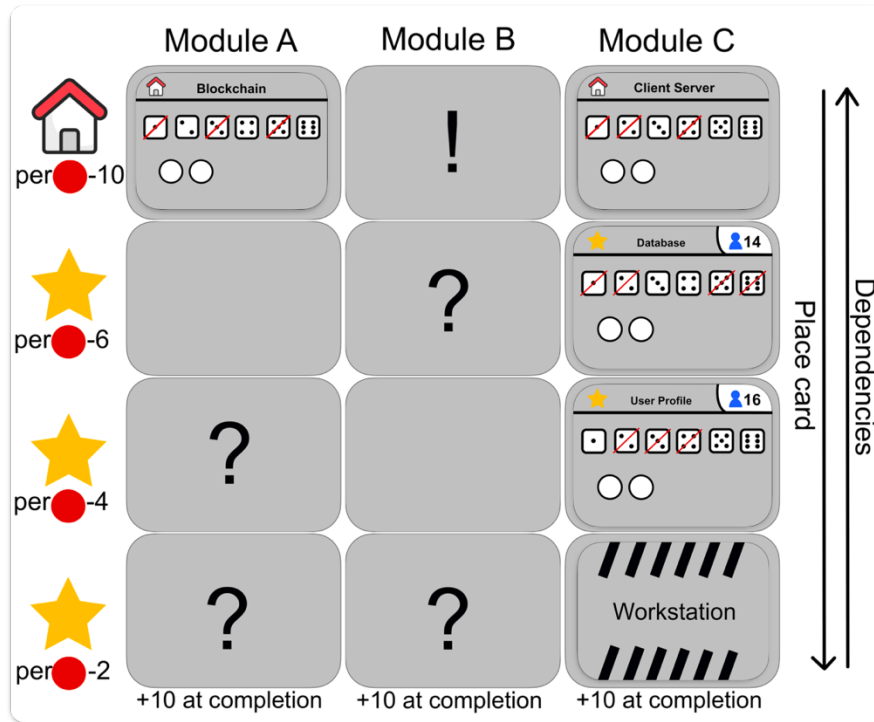 Module A Module B Module C
Blockchain
!
Client Server
per -10
Database
14
?
per -6
User Profile
16
?
per -4
Workstation
? ?
per -2
+10 at completion +10 at completion +10 at completion
Place card
Dependencies